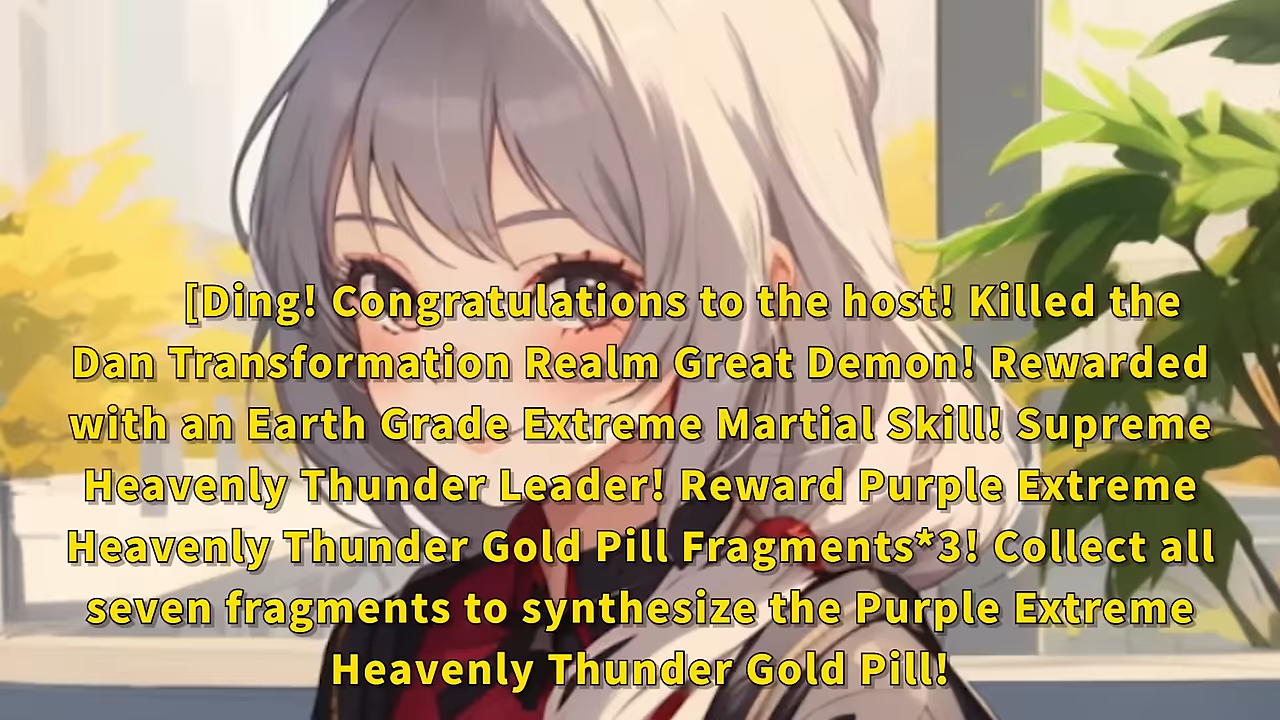 [Ding! Congratulations to the host! Killed the
Dan Transformation Realm Great Demon! Rewarded
with an Earth Grade Extreme Martial Skill! Supreme
Heavenly Thunder Leader! Reward Purple Extreme
Heavenly Thunder Gold Pill Fragments*3! Collect all
seven fragments to synthesize the Purple Extreme
Heavenly Thunder Gold Pill!